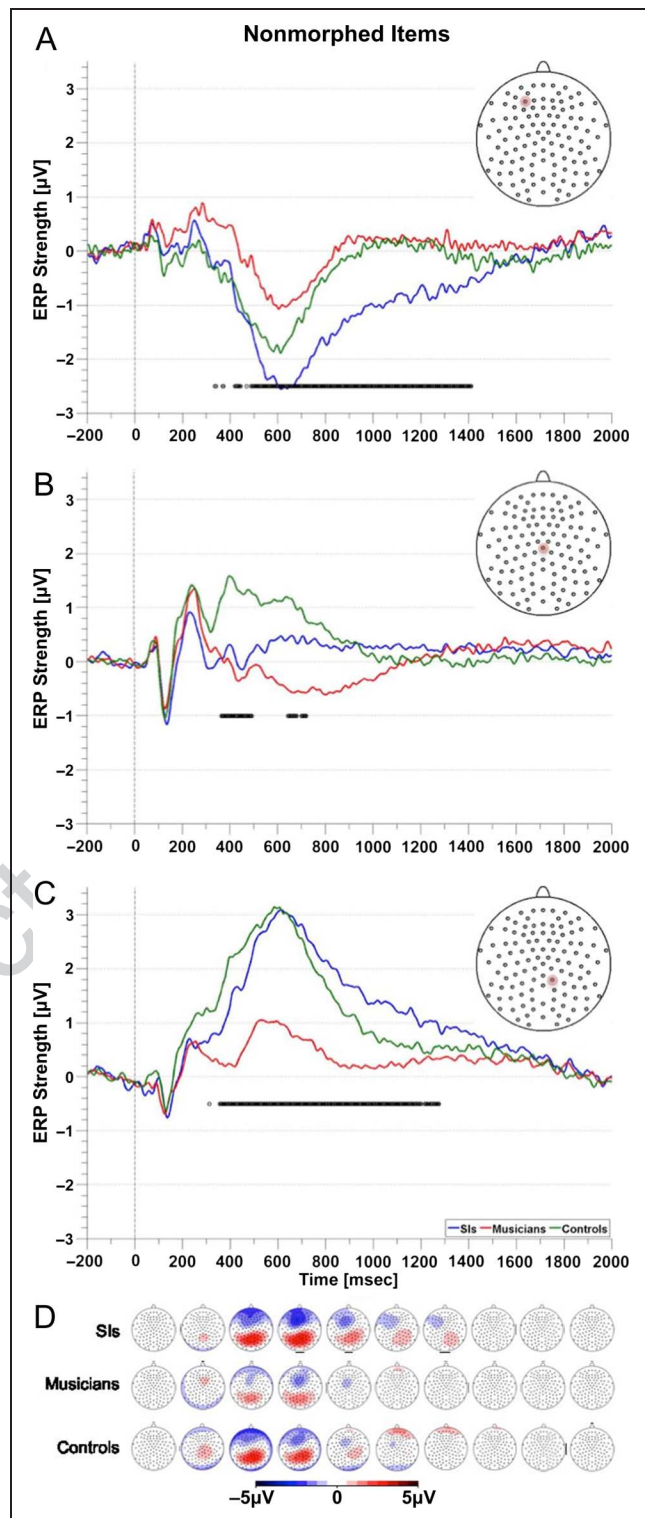 A
Nonmorphed Items
3
2
1
0
−1
−2
−3
ERP Strength [µV]
−200 0 200 400 600 800 1000 1200 1400 1600 1800 2000
B
3
2
1
0
−1
−2
−3
ERP Strength [µV]
−200 0 200 400 600 800 1000 1200 1400 1600 1800 2000
C
3
2
1
0
−1
−2
−3
ERP Strength [µV]
SIs Musicians Controls
−200 0 200 400 600 800 1000 1200 1400 1600 1800 2000
Time [msec]
D
SIs
Musicians
Controls
−5µV 0 5µV